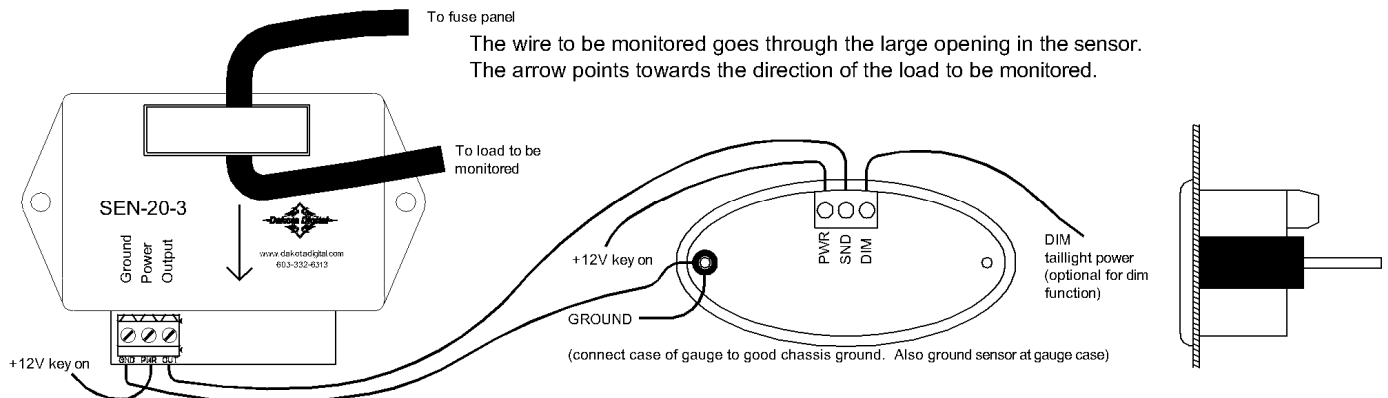 To fuse panel
The wire to be monitored goes through the large opening in the sensor.
The arrow points towards the direction of the load to be monitored.
To load to be
monitored
SEN-20-3
Dakota Digital
www.dakotadigital.com
603-332-6313
Ground
Power
Output
GND PWR OUT
+12V key on
+12V key on
PWR
SND
DIM
DIM
taillight power
(optional for dim
function)
GROUND
(connect case of gauge to good chassis ground.  Also ground sensor at gauge case)